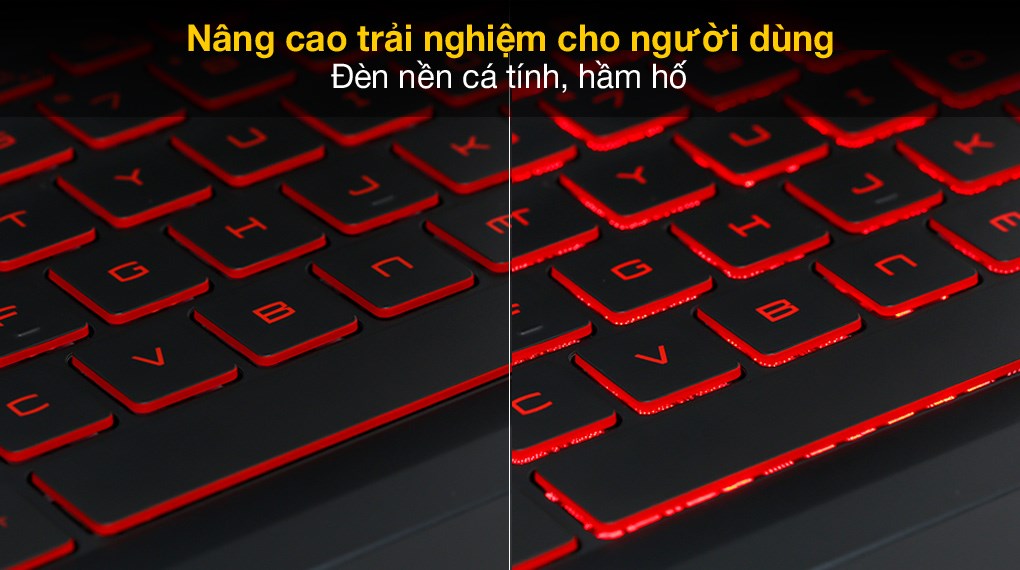 Nâng cao trải nghiệm cho người dùng
Đèn nền cá tính, hầm hố
U
K
Y
J
T
H
M
G
N
F
B
V
C
I
U
K
Y
J
H
M
G
N
F
B
V
C